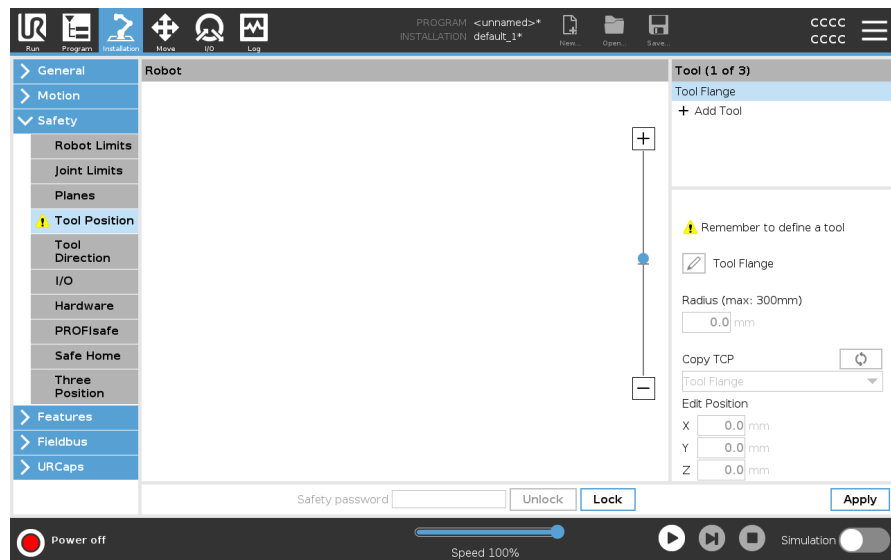 PROGRAM <unnamed>*
INSTALLATION default_1*
CCCC
CCCC
Run Program Installation Move I/O Log New... Open... Save...
General
Motion
Safety
Robot Limits
Joint Limits
Planes
Tool Position
Tool
Direction
I/O
Hardware
PROFIsafe
Safe Home
Three
Position
Features
Fieldbus
URCaps
Robot
Tool (1 of 3)
Tool Flange
+ Add Tool
Remember to define a tool
Tool Flange
Radius (max: 300mm)
0.0 mm
Copy TCP
Tool Flange
Edit Position
X 0.0 mm
Y 0.0 mm
Z 0.0 mm
Safety password Unlock Lock Apply
Power off
Speed 100%
Simulation